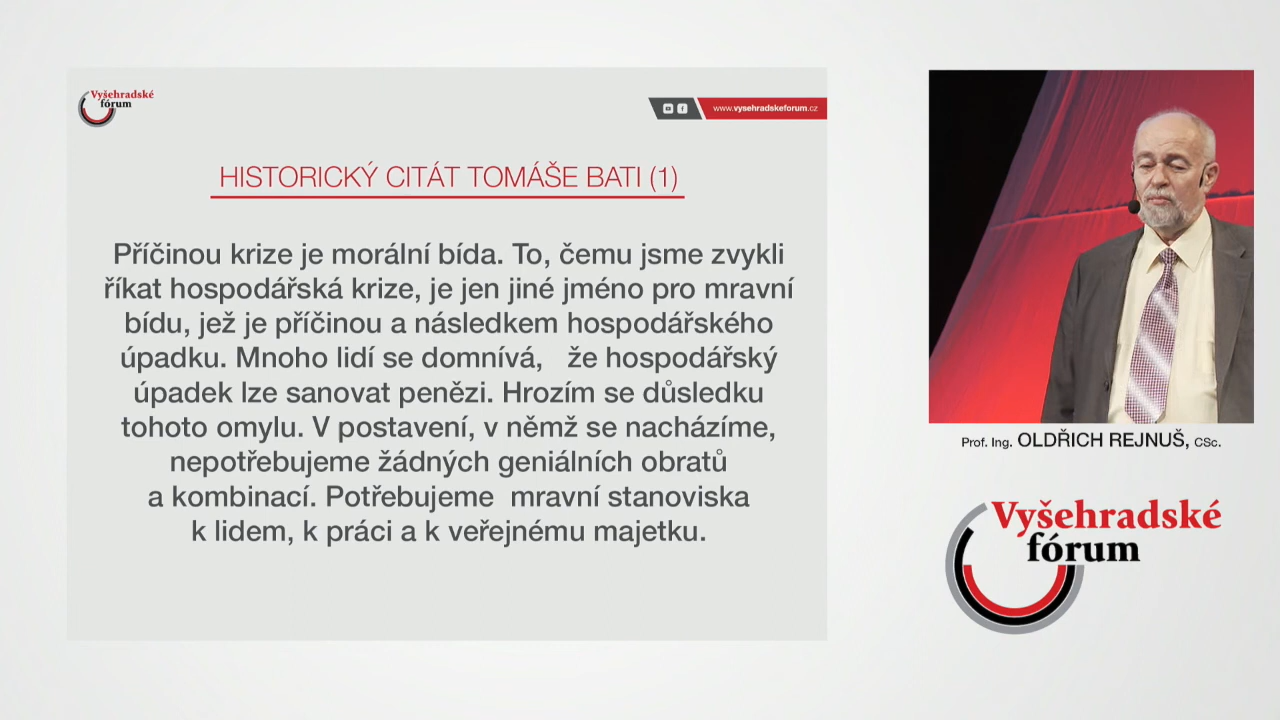 Vyšehradské
fórum
www.vysehradskeforum.cz
HISTORICKÝ CITÁT TOMÁŠE BATI (1)
Příčinou krize je morální bída. To, čemu jsme zvykli
říkat hospodářská krize, je jen jiné jméno pro mravní
bídu, jež je příčinou a následkem hospodářského
úpadku. Mnoho lidí se domnívá, že hospodářský
úpadek lze sanovat penězi. Hrozím se důsledku
tohoto omylu. V postavení, v němž se nacházíme,
nepotřebujeme žádných geniálních obratů
a kombinací. Potřebujeme mravní stanoviska
k lidem, k práci a k veřejnému majetku.
Prof. Ing. OLDŘICH REJNUŠ, CSc.
Vyšehradské
fórum